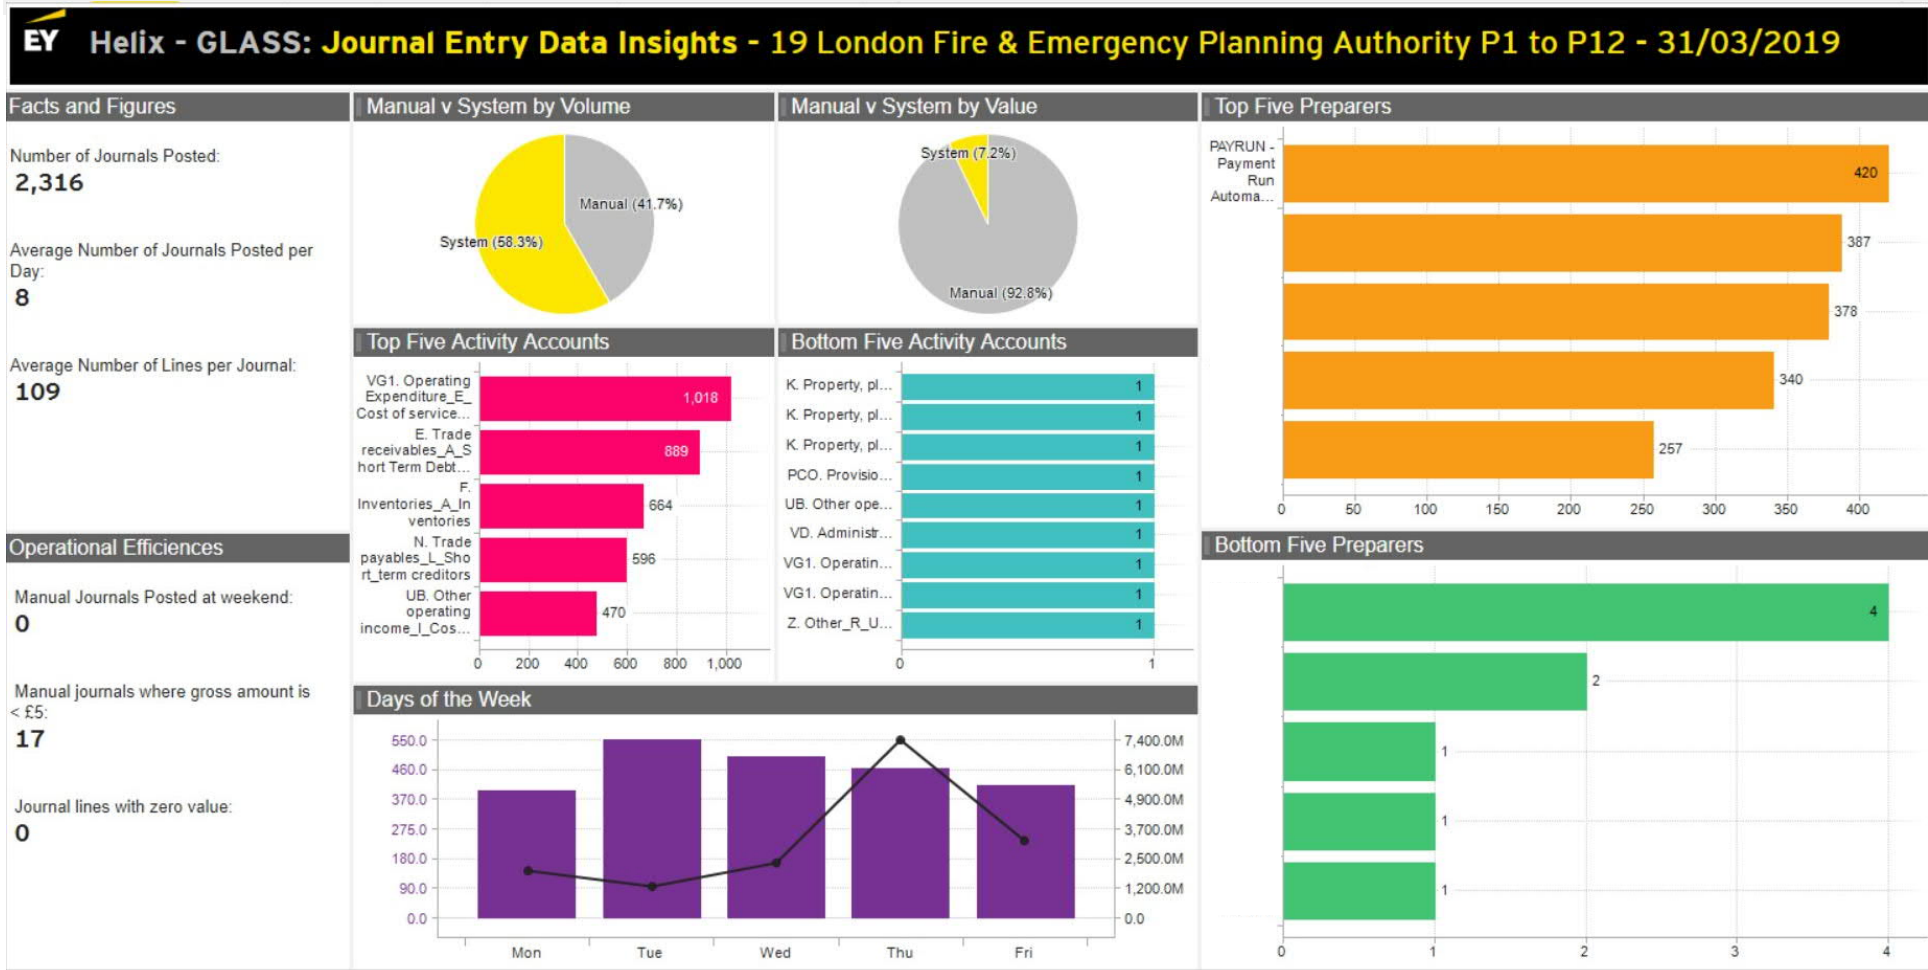 EY
Helix - GLASS: Journal Entry Data Insights - 19 London Fire & Emergency Planning Authority P1 to P12 - 31/03/2019
Facts and Figures
Number of Journals Posted:
2,316
Average Number of Journals Posted per
Day:
8
Average Number of Lines per Journal:
109
Operational Efficiences
Manual Journals Posted at weekend:
0
Manual journals where gross amount is
< £5:
17
Journal lines with zero value:
0
Manual v System by Volume
Manual (41.7%)
System (58.3%)
Manual v System by Value
System (7.2%)
Manual (92.8%)
Top Five Activity Accounts
VG1. Operating
Expenditure_E_
Cost of service...
1,018
E. Trade
receivables_A_S
hort Term Debt...
889
F.
Inventories_A_In
ventories
664
N. Trade
payables_L_Sho
rt_term creditors
596
UB. Other
operating
income_I_Cos...
470
0 200 400 600 800 1,000
Bottom Five Activity Accounts
K. Property, pl... 1
K. Property, pl... 1
K. Property, pl... 1
PCO. Provisio... 1
UB. Other ope... 1
VD. Administr... 1
VG1. Operatin... 1
VG1. Operatin... 1
Z. Other_R_U... 1
0 1
Days of the Week
550.0 7,400.0M
460.0 6,100.0M
370.0 4,900.0M
275.0 3,700.0M
180.0 2,500.0M
90.0 1,200.0M
0.0 0.0
Mon Tue Wed Thu Fri
Top Five Preparers
PAYRUN -
Payment
Run
Automa...
420
387
378
340
257
0 50 100 150 200 250 300 350 400
Bottom Five Preparers
4
2
1
1
1
0 1 2 3 4